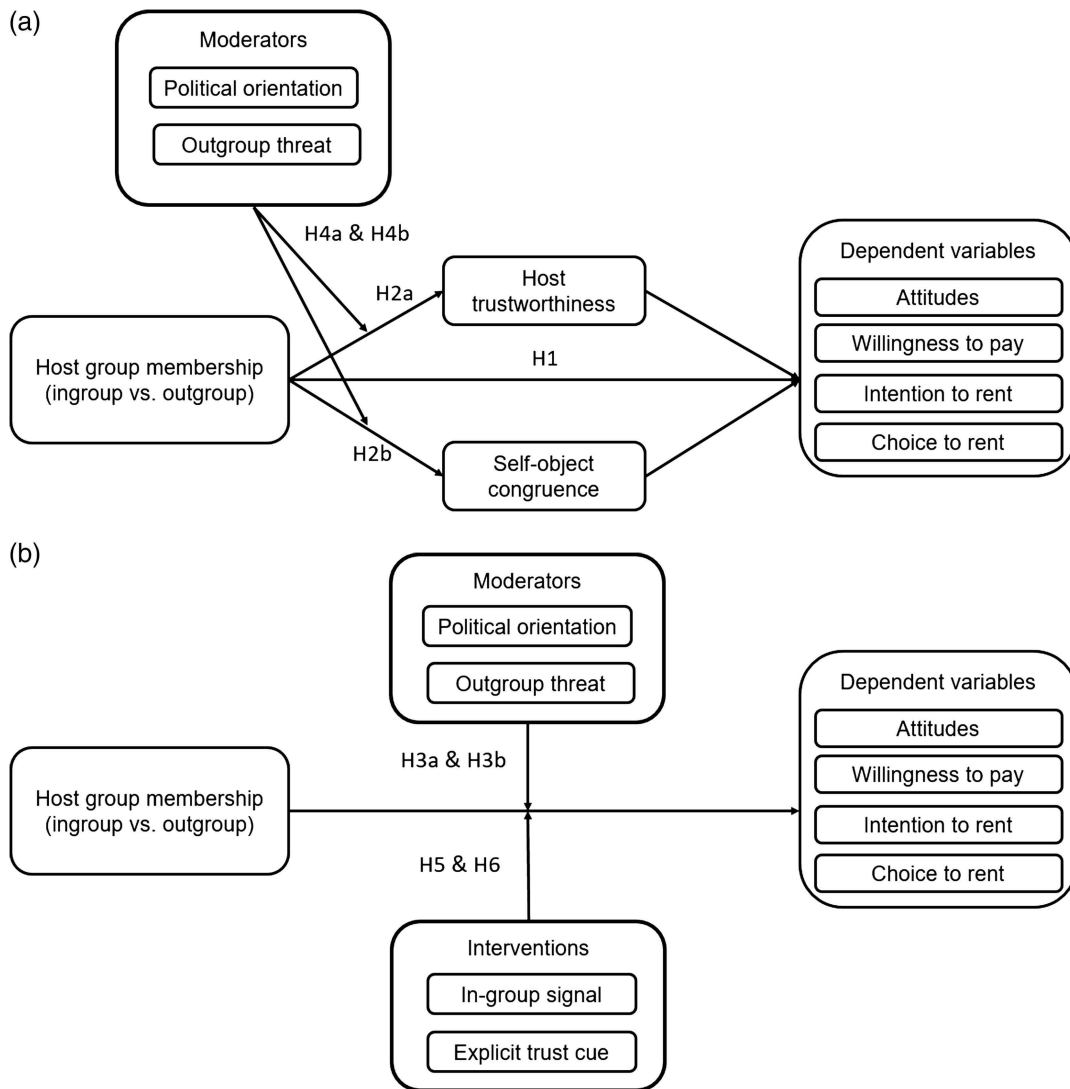 (a)
Moderators
Political orientation
Outgroup threat
H4a & H4b
H2a
Host
trustworthiness
Host group membership
(ingroup vs. outgroup)
H1
H2b
Self-object
congruence
Dependent variables
Attitudes
Willingness to pay
Intention to rent
Choice to rent
(b)
Moderators
Political orientation
Outgroup threat
H3a & H3b
Host group membership
(ingroup vs. outgroup)
H5 & H6
Interventions
In-group signal
Explicit trust cue
Dependent variables
Attitudes
Willingness to pay
Intention to rent
Choice to rent